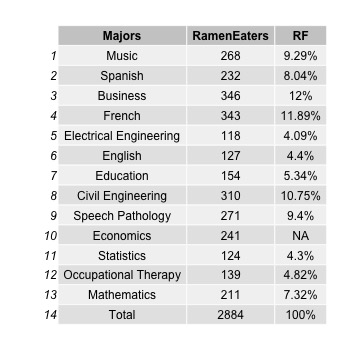 Majors RamenEaters RF
1 Music 268 9.29%
2 Spanish 232 8.04%
3 Business 346 12%
4 French 343 11.89%
5 Electrical Engineering 118 4.09%
6 English 127 4.4%
7 Education 154 5.34%
8 Civil Engineering 310 10.75%
9 Speech Pathology 271 9.4%
10 Economics 241 NA
11 Statistics 124 4.3%
12 Occupational Therapy 139 4.82%
13 Mathematics 211 7.32%
14 Total 2884 100%